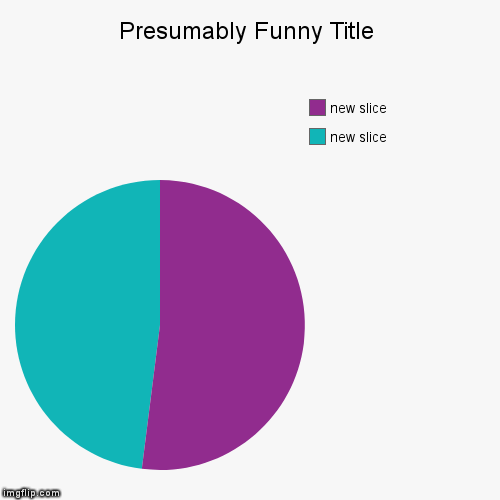 Presumably Funny Title
new slice
new slice
imgflip.com